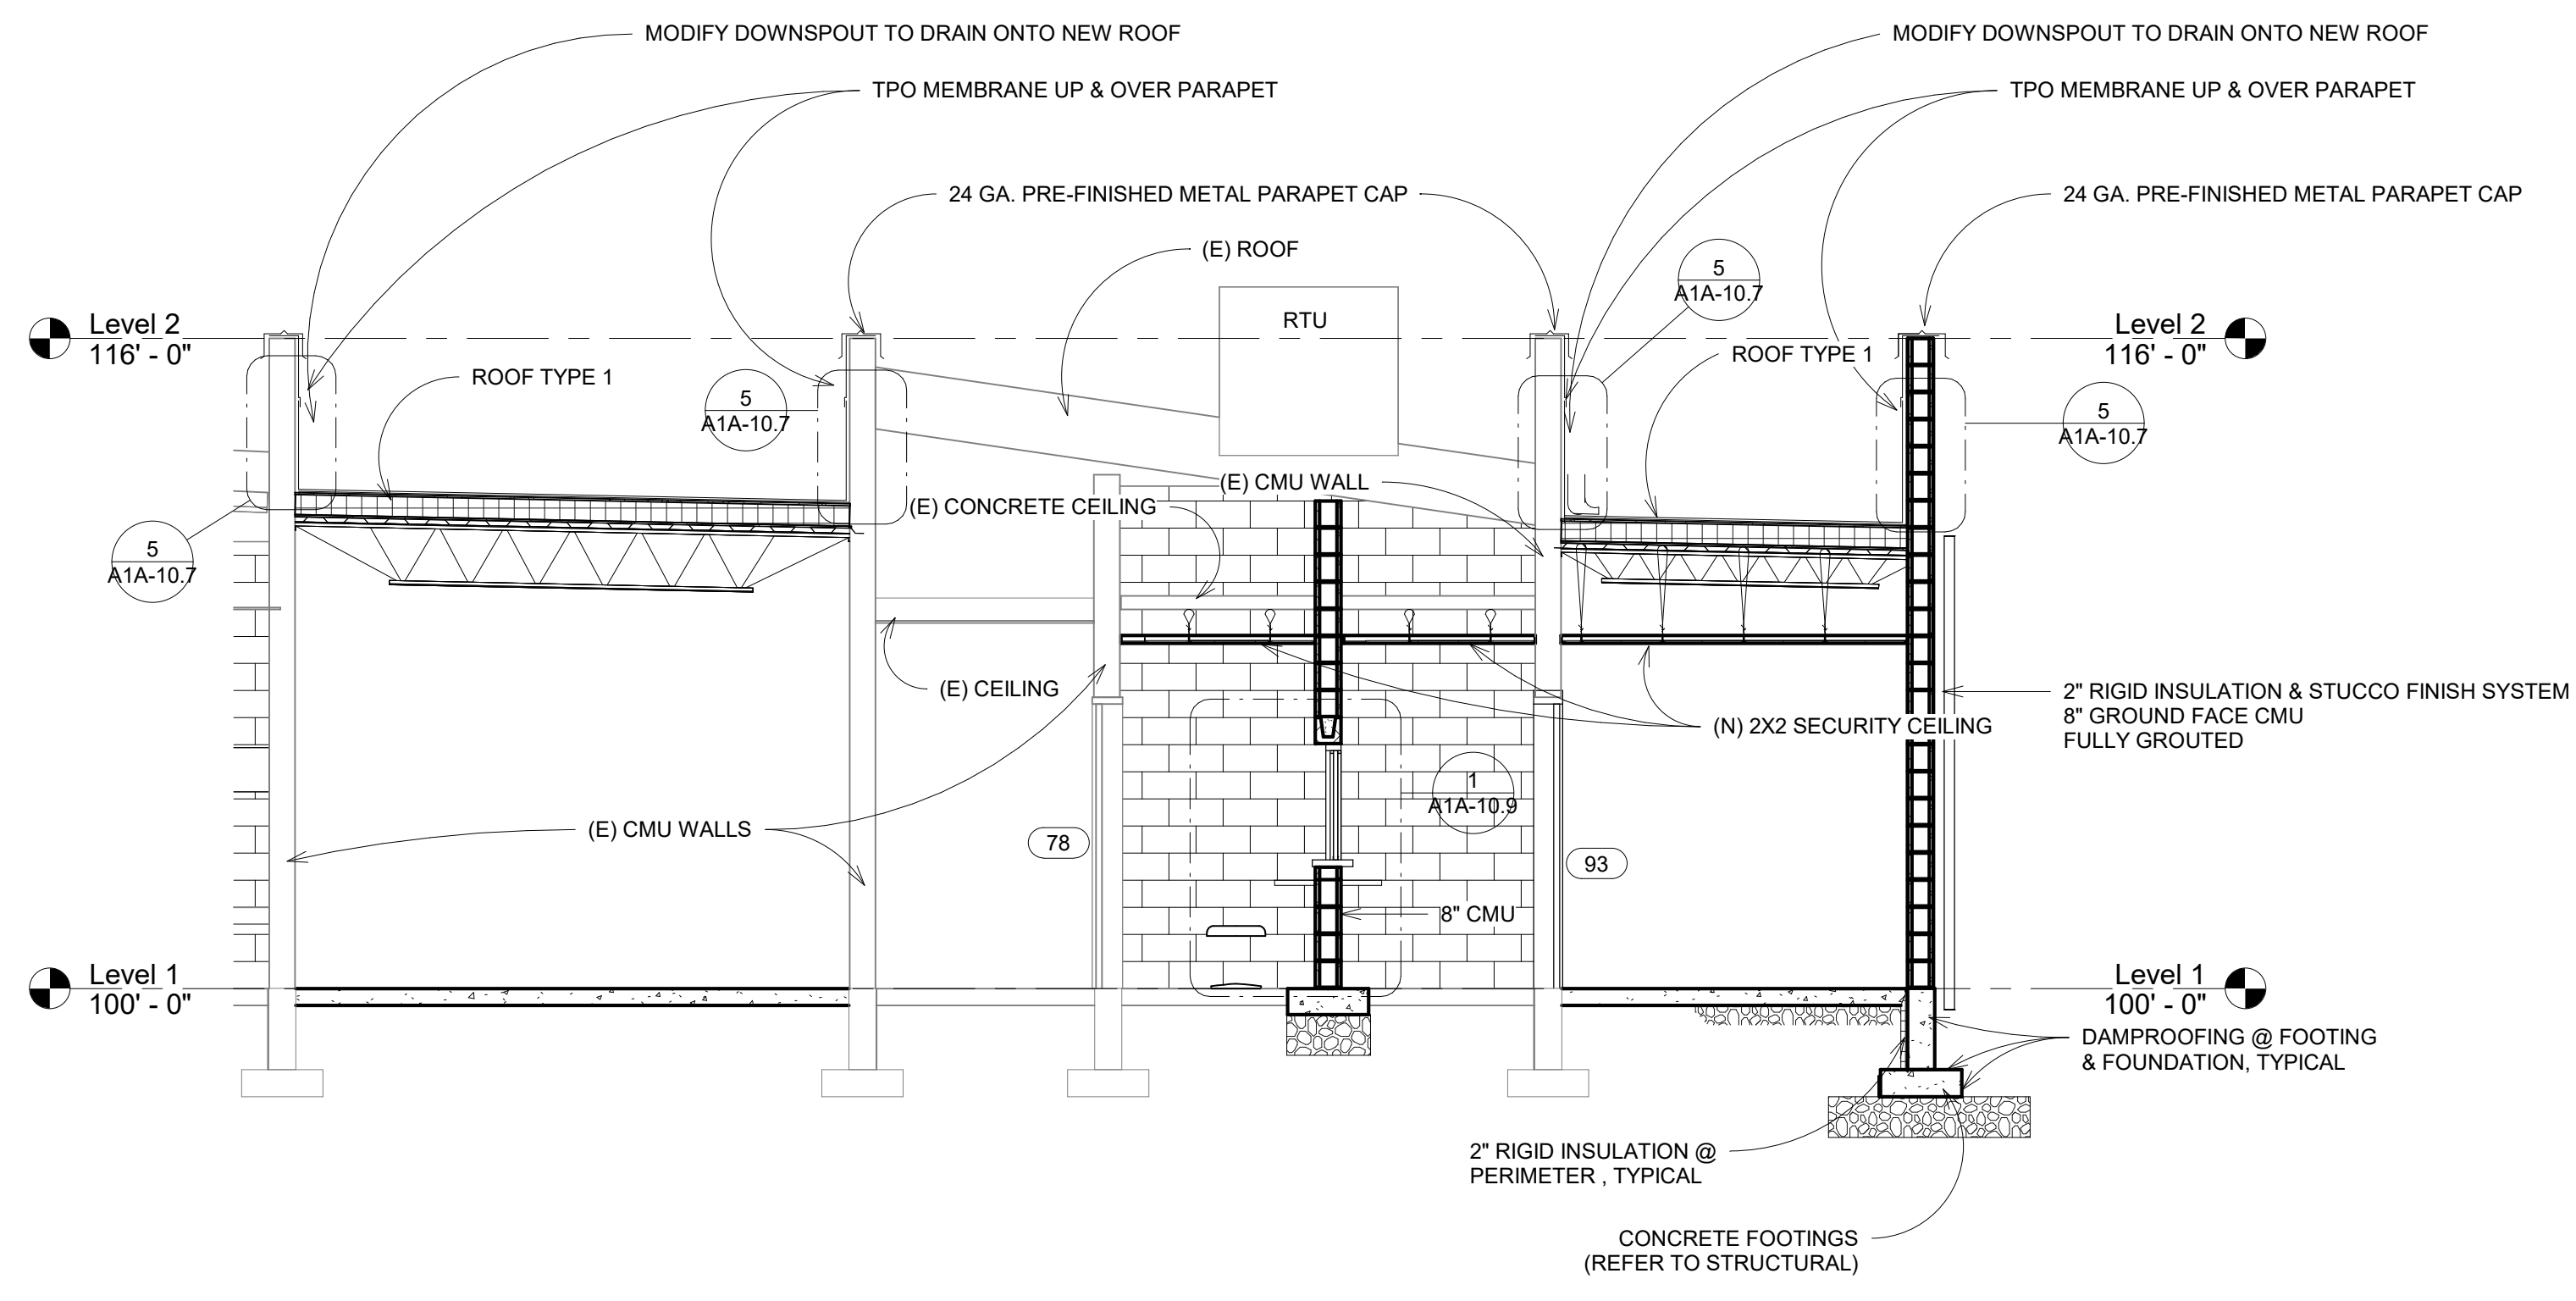 MODIFY DOWNSPOUT TO DRAIN ONTO NEW ROOF
MODIFY DOWNSPOUT TO DRAIN ONTO NEW ROOF
TPO MEMBRANE UP & OVER PARAPET
TPO MEMBRANE UP & OVER PARAPET
24 GA. PRE-FINISHED METAL PARAPET CAP
24 GA. PRE-FINISHED METAL PARAPET CAP
(E) ROOF
5
A1A-10.7
RTU
Level 2
116' - 0"
Level 2
116' - 0"
ROOF TYPE 1
ROOF TYPE 1
5
A1A-10.7
5
A1A-10.7
(E) CMU WALL
(E) CONCRETE CEILING
5
A1A-10.7
(E) CEILING
2" RIGID INSULATION & STUCCO FINISH SYSTEM
8" GROUND FACE CMU
FULLY GROUTED
(N) 2X2 SECURITY CEILING
1
A1A-10.9
(E) CMU WALLS
78
93
8" CMU
Level 1
100' - 0"
Level 1
100' - 0"
DAMPROOFING @ FOOTING
& FOUNDATION, TYPICAL
2" RIGID INSULATION @
PERIMETER , TYPICAL
CONCRETE FOOTINGS
(REFER TO STRUCTURAL)